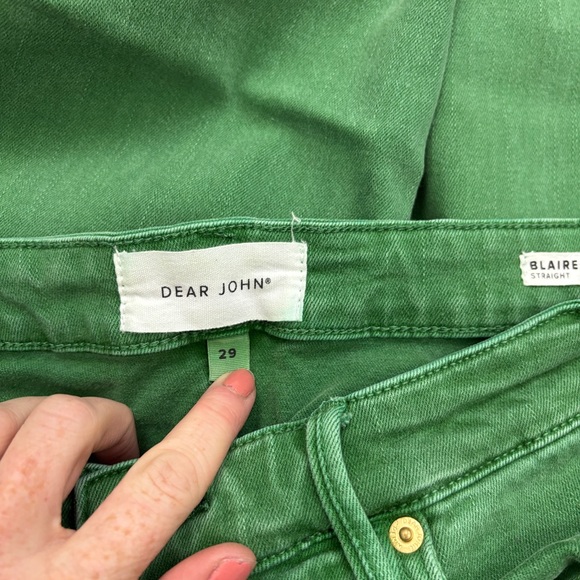 DEAR JOHN®
BLAIRE
STRAIGHT
29